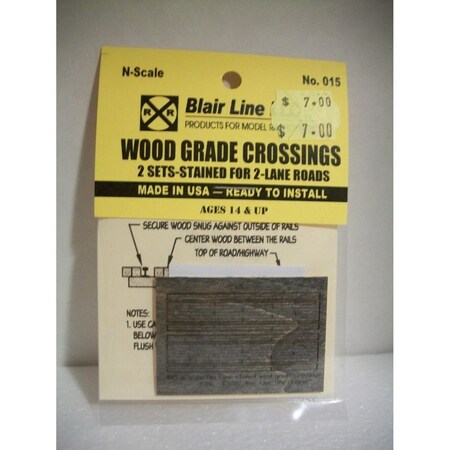 N-Scale
No. 015
R R
Blair Line
$ 7.00
PRODUCTS FOR MODEL
$ 7.00
WOOD GRADE CROSSINGS
2 SETS-STAINED FOR 2-LANE ROADS
MADE IN USA — READY TO INSTALL
AGES 14 & UP
SECURE WOOD SNUG AGAINST OUTSIDE OF RAILS
CENTER WOOD BETWEEN THE RAILS
TOP OF ROAD/HIGHWAY
NOTES:
1. USE CA
BELOW
FLUSH